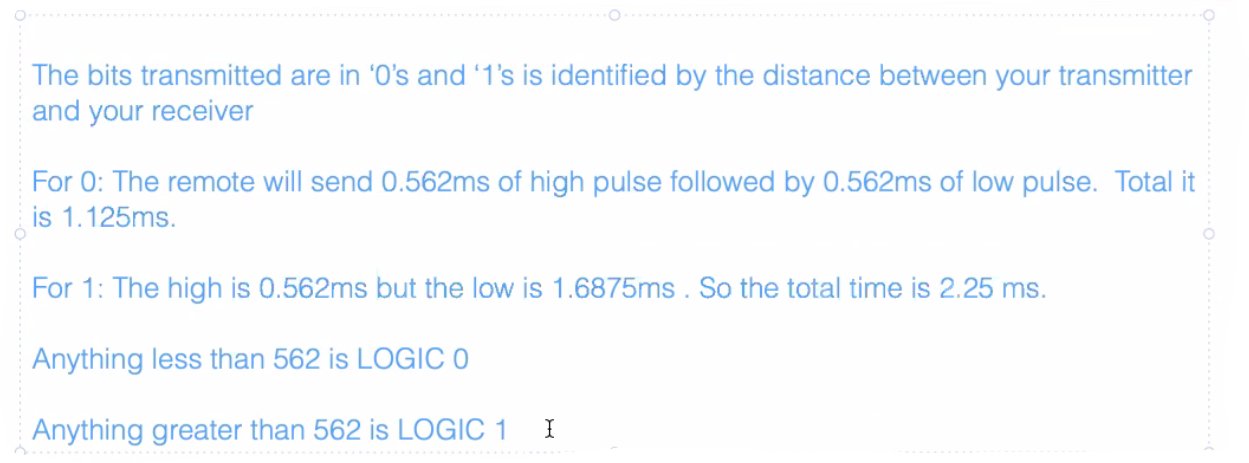 The bits transmitted are in ‘0’s and ‘1’s is identified by the distance between your transmitter
and your receiver
For 0: The remote will send 0.562ms of high pulse followed by 0.562ms of low pulse.  Total it
is 1.125ms.
For 1: The high is 0.562ms but the low is 1.6875ms . So the total time is 2.25 ms.
Anything less than 562 is LOGIC 0
Anything greater than 562 is LOGIC 1